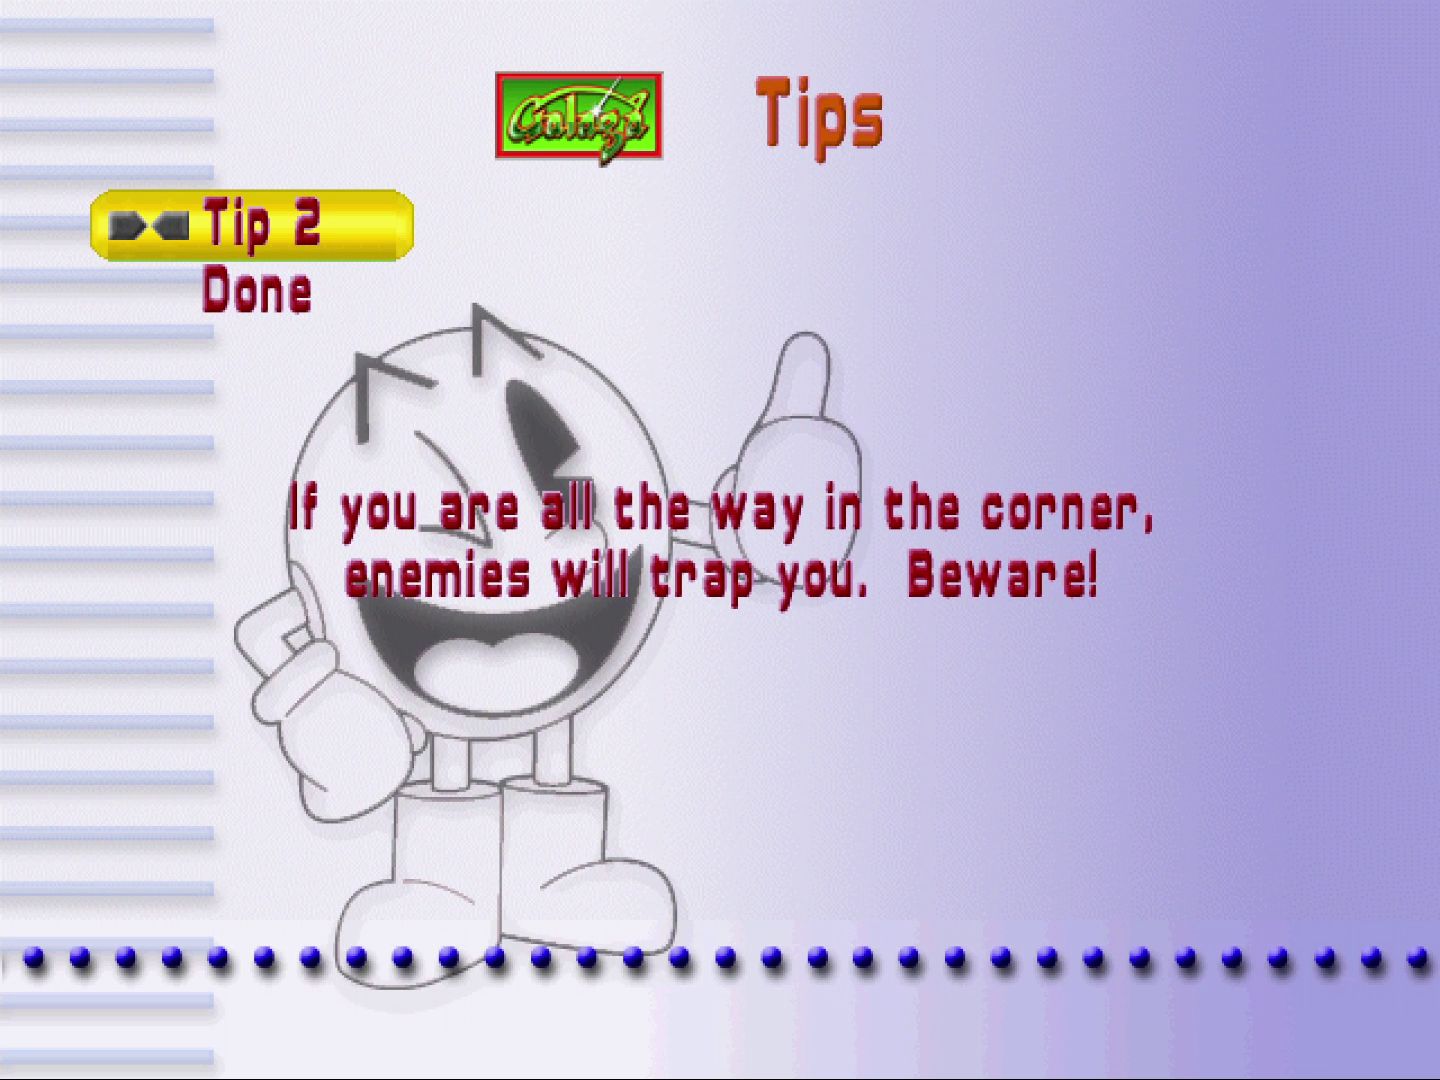 Galaga
Tips
Tip 2
Done
If you are all the way in the corner,
enemies will trap you. Beware!